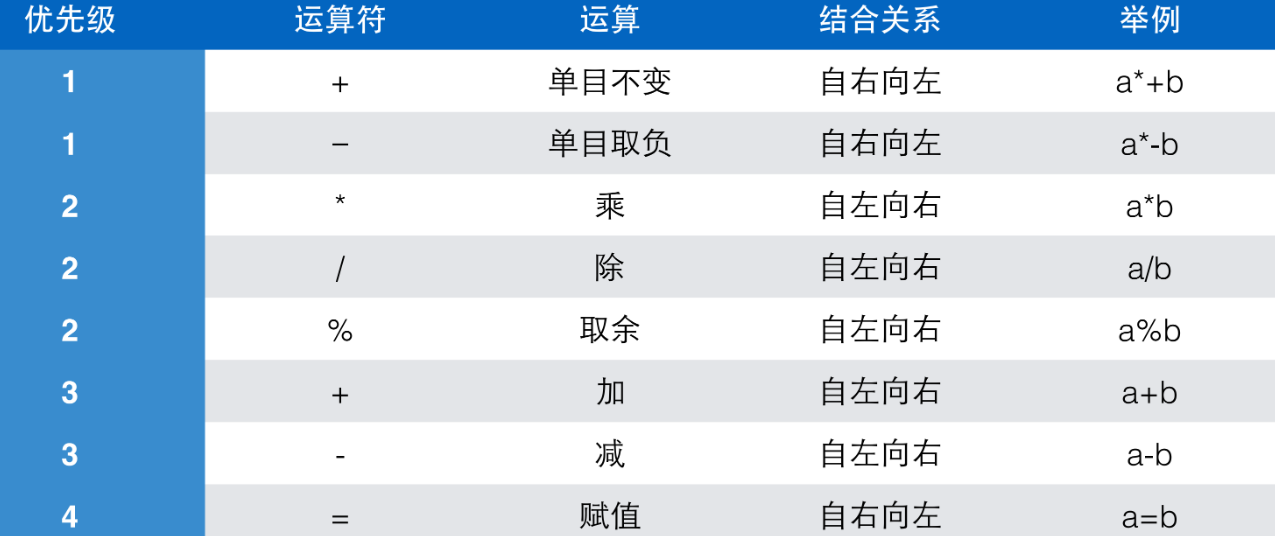 优先级 运算符 运算 结合关系 举例
1 + 单目不变 自右向左 a*+b
1 − 单目取负 自右向左 a*-b
2 * 乘 自左向右 a*b
2 / 除 自左向右 a/b
2 % 取余 自左向右 a%b
3 + 加 自左向右 a+b
3 - 减 自左向右 a-b
4 = 赋值 自右向左 a=b